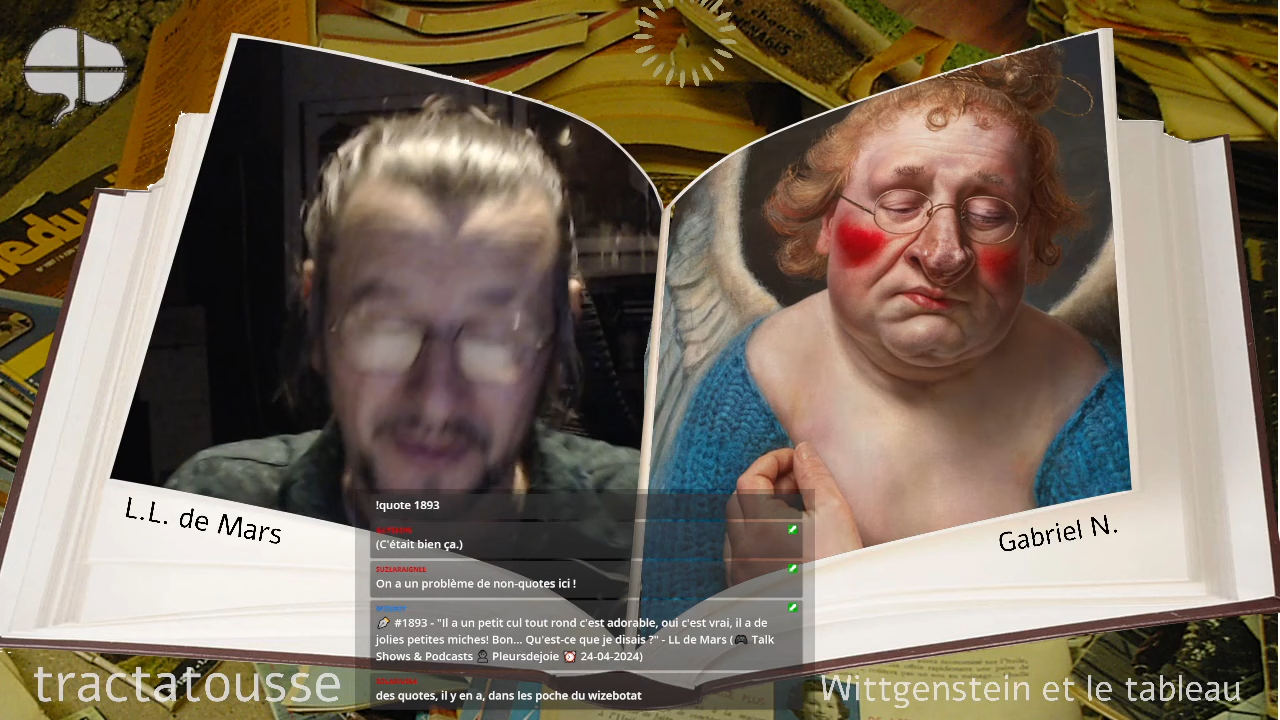 L.L. de Mars
Gabriel N.
!quote 1893
(C'était bien ça.)
SUZLARAIGNEE
On a un problème de non-quotes ici !
#1893 - "Il a un petit cul tout rond c'est adorable, oui c'est vrai, il a de
jolies petites miches! Bon... Qu'est-ce que je disais ?" - LL de Mars (🎮 Talk
Shows & Podcasts Pleursdejoie ⏰ 24-04-2024)
des quotes, il y en a, dans les poche du wizebotat
tractatousse
Wittgenstein et le tableau